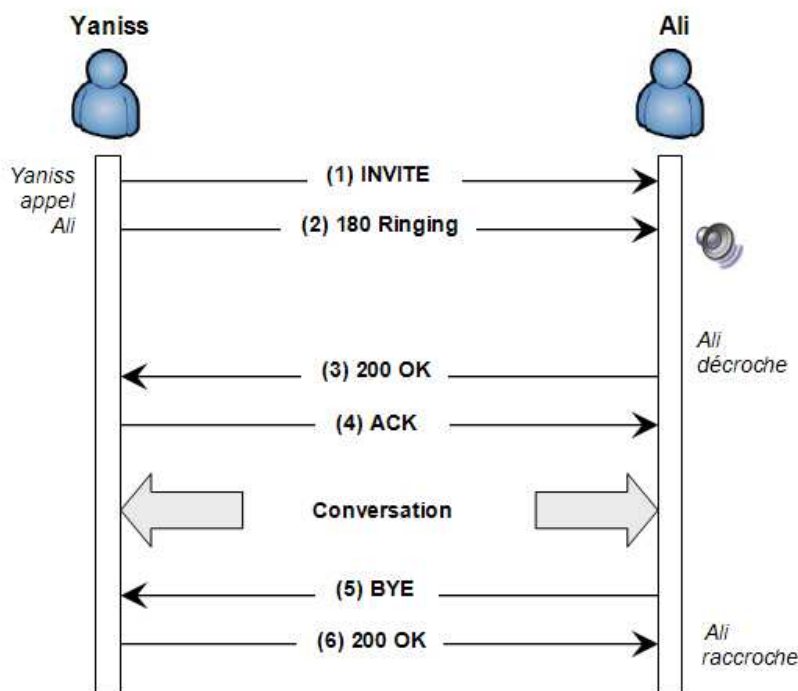 Yaniss
Ali
Yaniss
appel
Ali
(1) INVITE
(2) 180 Ringing
Ali
décroche
(3) 200 OK
(4) ACK
Conversation
(5) BYE
(6) 200 OK
Ali
raccroche